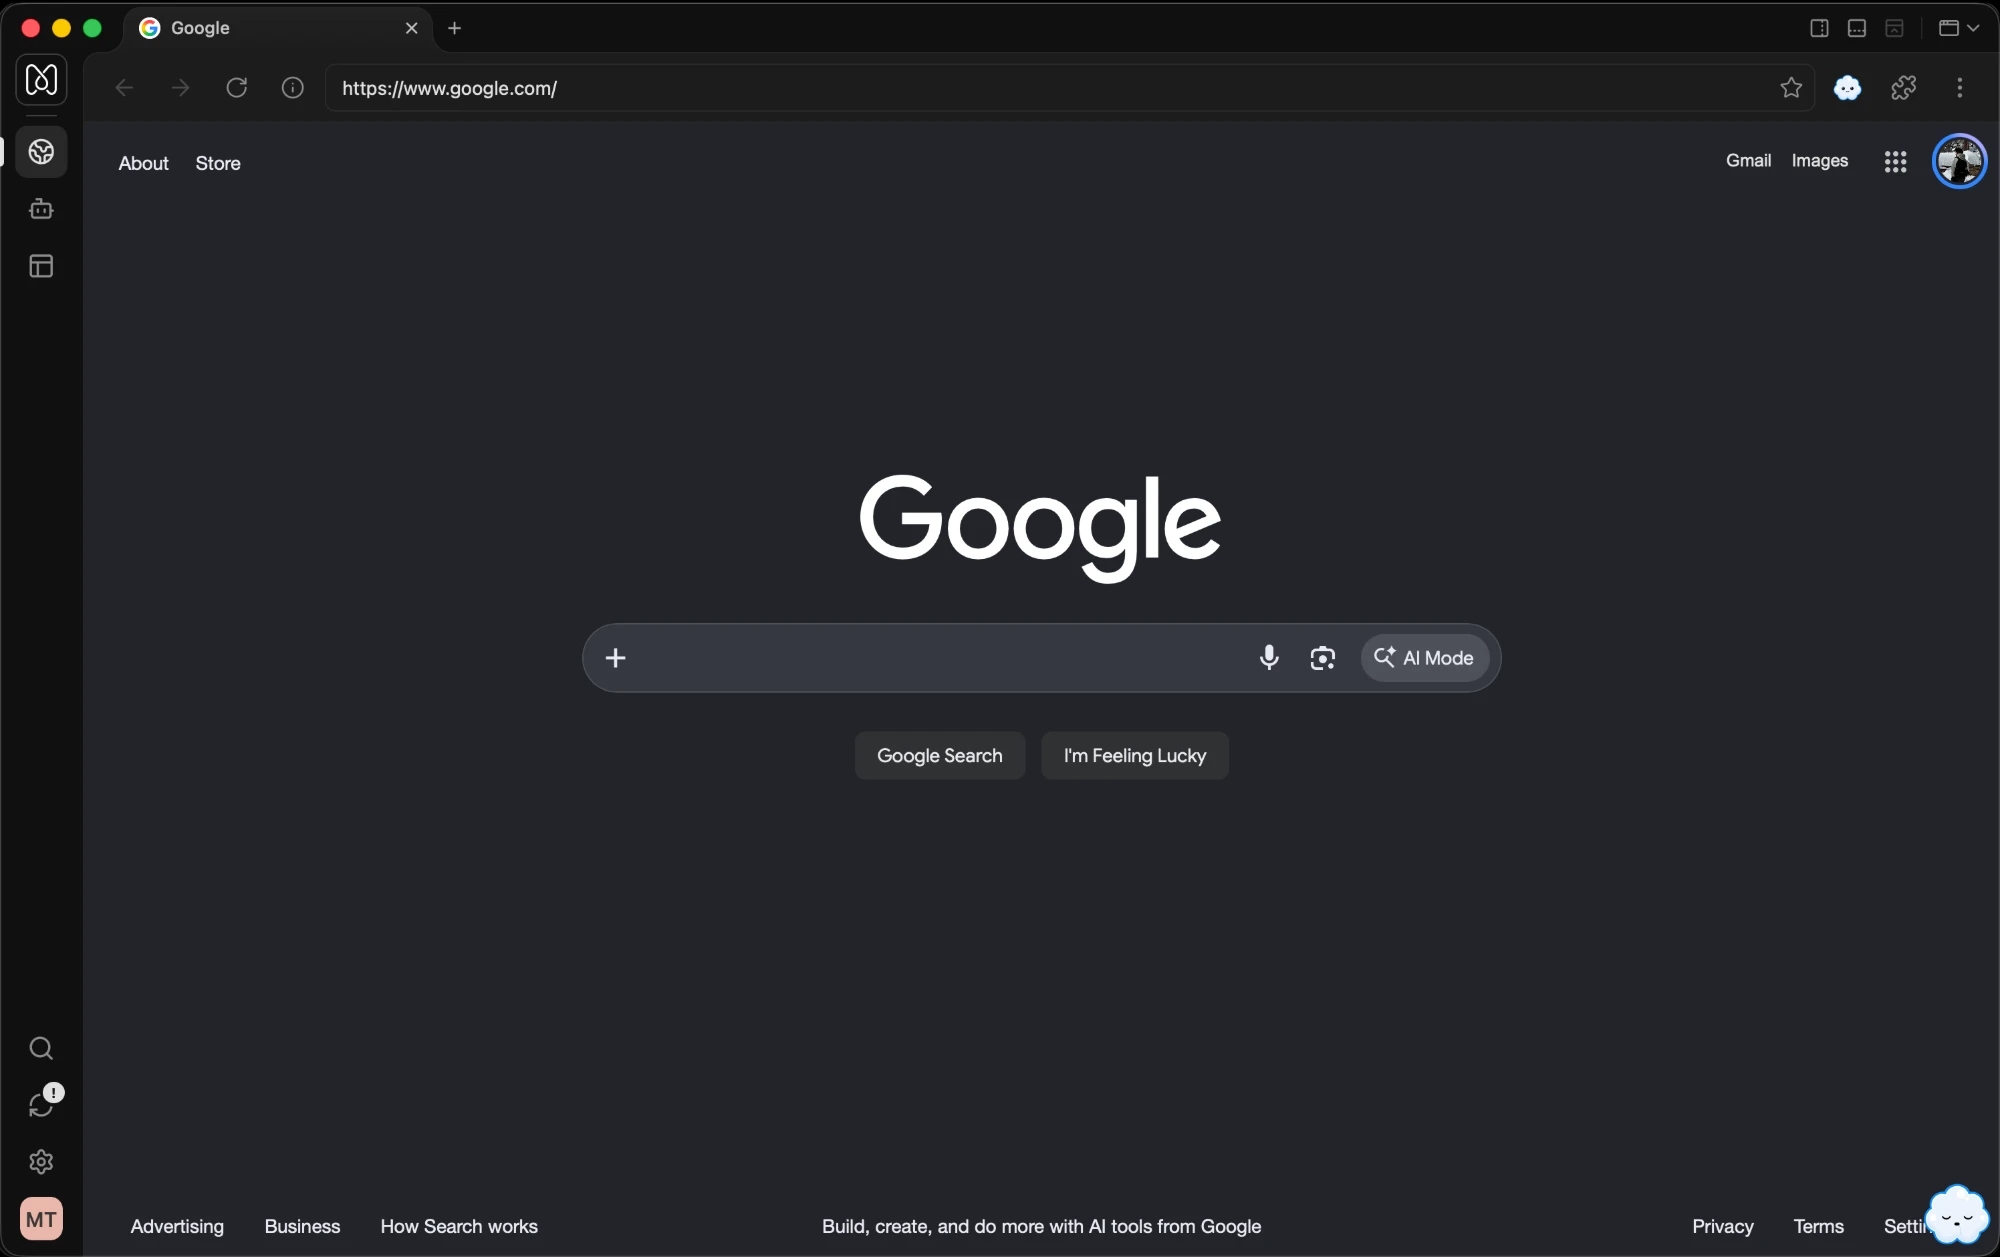 Google
https://www.google.com/
About Store
Gmail Images
Google
AI Mode
Google Search I'm Feeling Lucky
!
MT
Advertising Business How Search works
Build, create, and do more with AI tools from Google
Privacy Terms